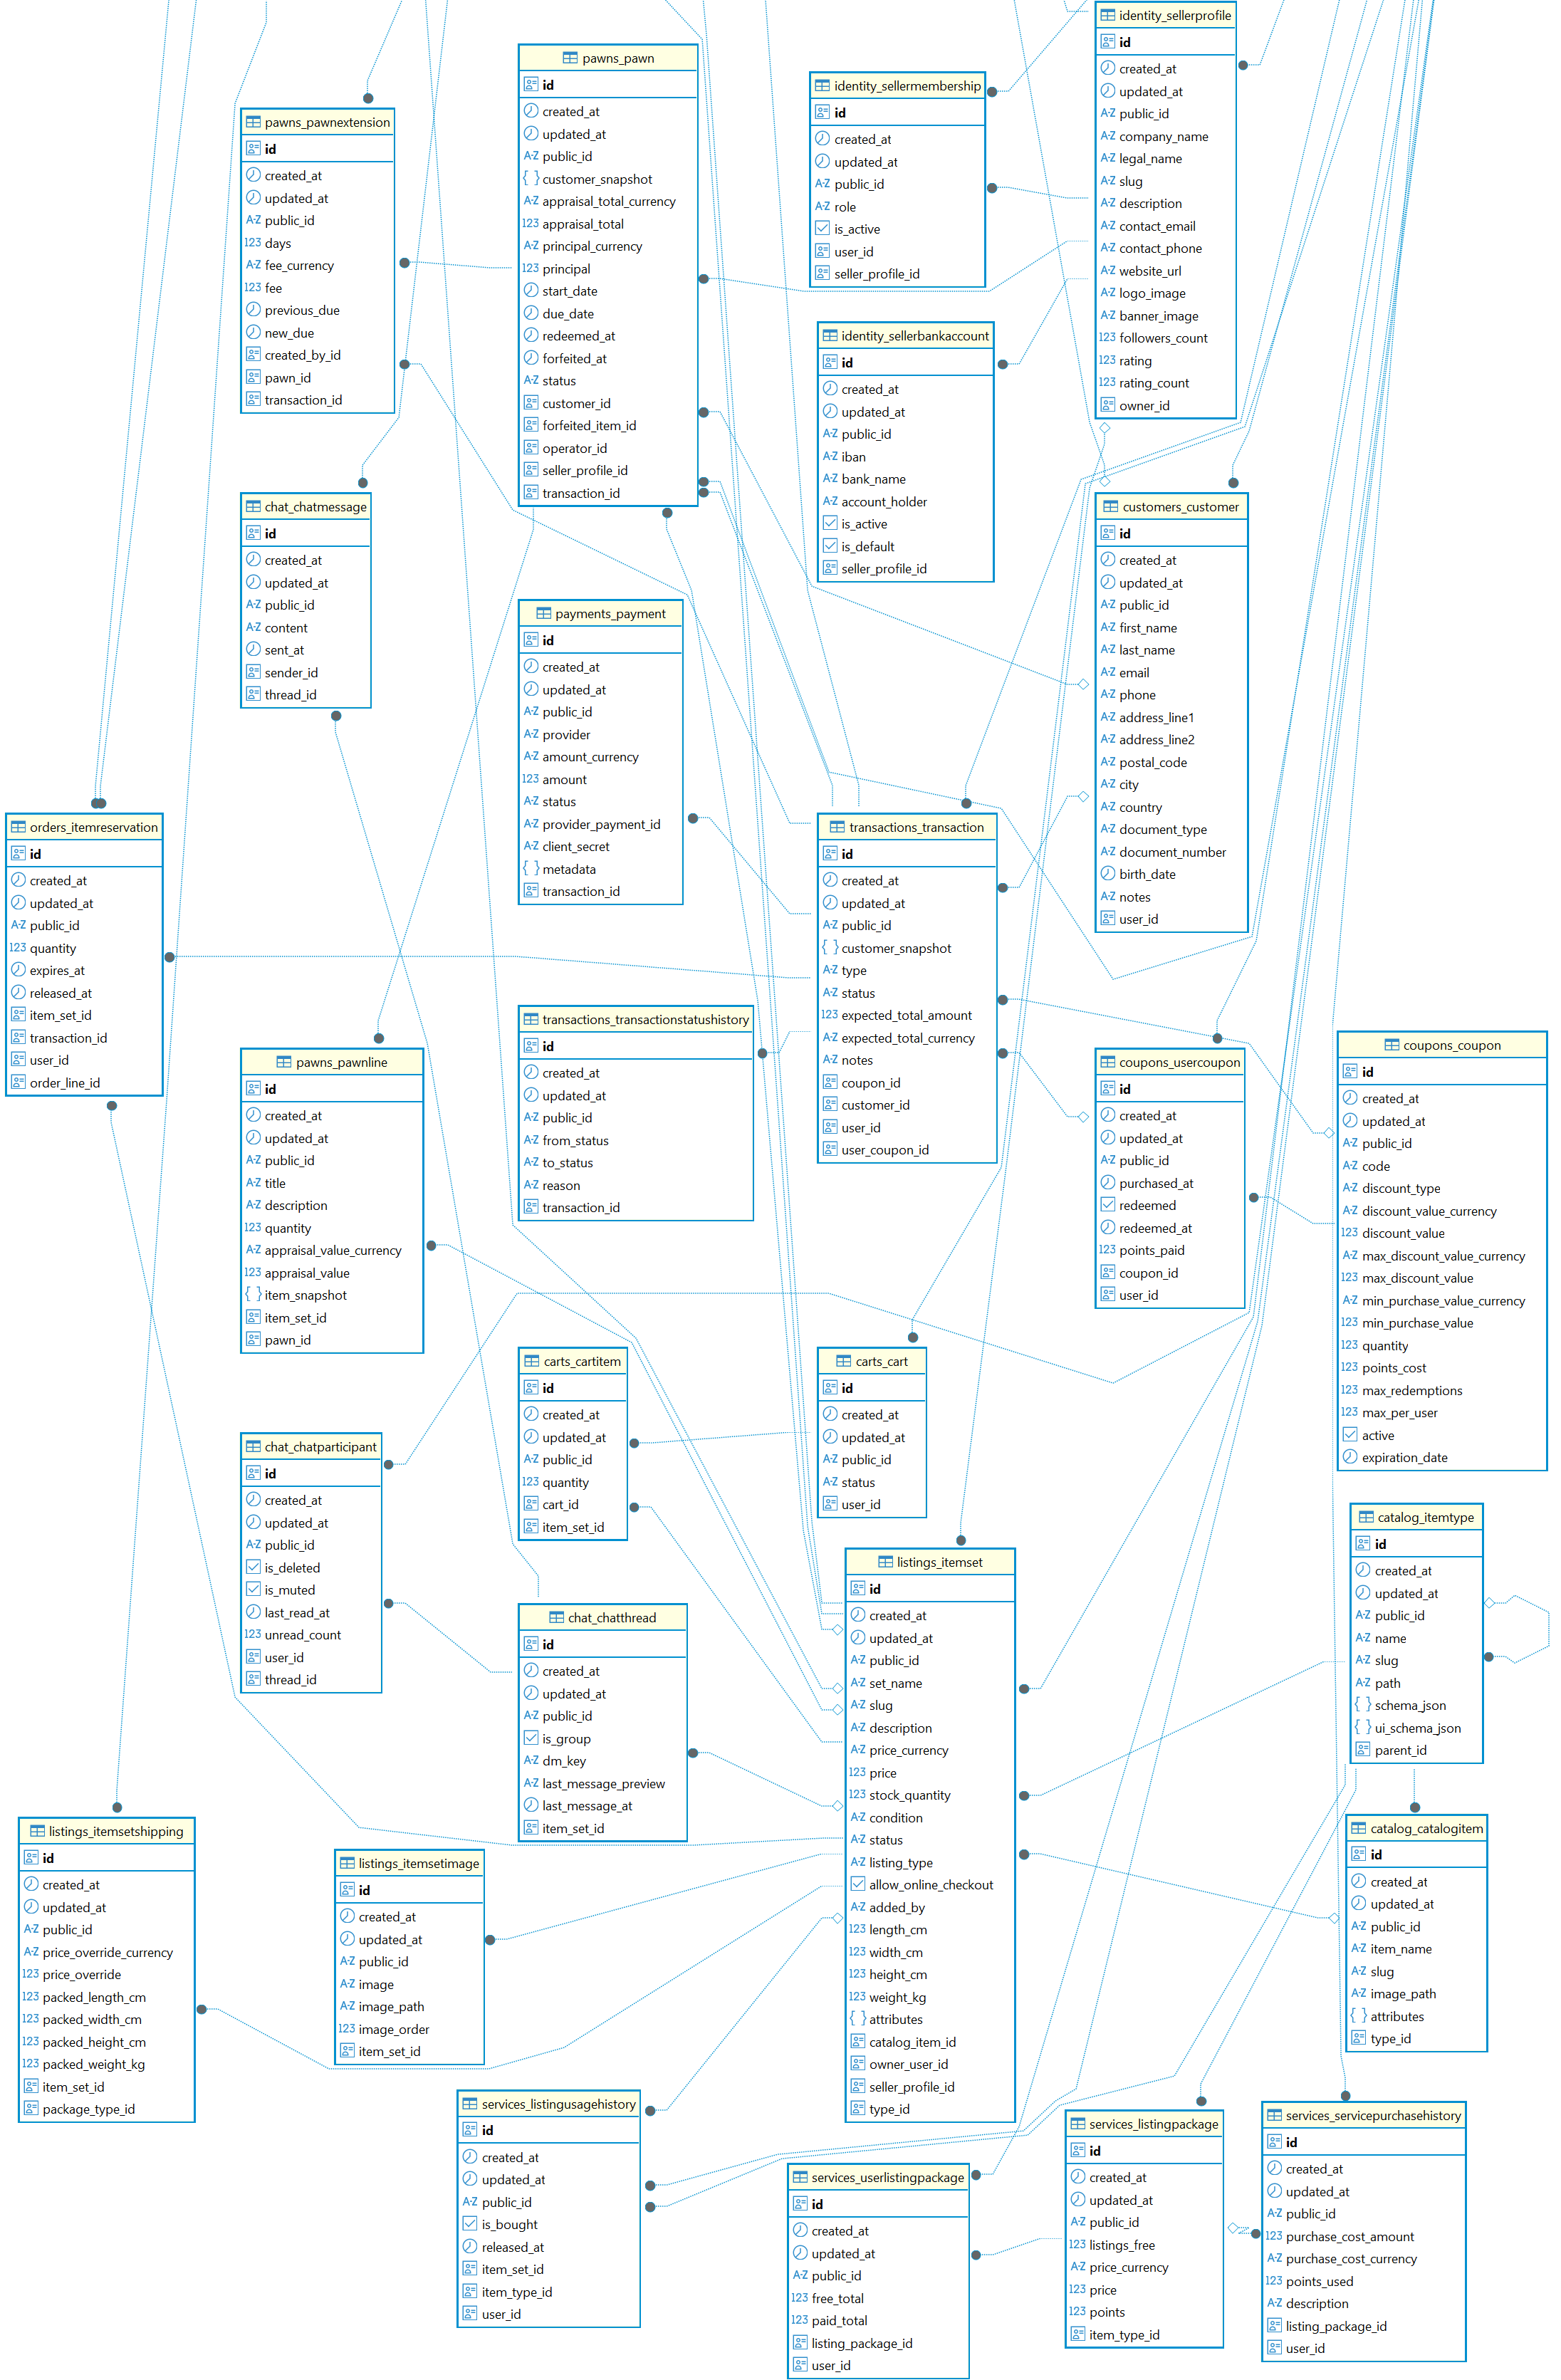 identity_sellerprofile
id
created_at
updated_at
public_id
company_name
legal_name
slug
description
contact_email
contact_phone
website_url
logo_image
banner_image
followers_count
rating
rating_count
owner_id
pawns_pawn
id
created_at
updated_at
public_id
customer_snapshot
appraisal_total_currency
appraisal_total
principal_currency
principal
start_date
due_date
redeemed_at
forfeited_at
status
customer_id
forfeited_item_id
operator_id
seller_profile_id
transaction_id
identity_sellermembership
id
created_at
updated_at
public_id
role
is_active
user_id
seller_profile_id
pawns_pawnextension
id
created_at
updated_at
public_id
days
fee_currency
fee
previous_due
new_due
created_by_id
pawn_id
transaction_id
identity_sellerbankaccount
id
created_at
updated_at
public_id
iban
bank_name
account_holder
is_active
is_default
seller_profile_id
chat_chatmessage
id
created_at
updated_at
public_id
content
sent_at
sender_id
thread_id
customers_customer
id
created_at
updated_at
public_id
first_name
last_name
email
phone
address_line1
address_line2
postal_code
city
country
document_type
document_number
birth_date
notes
user_id
payments_payment
id
created_at
updated_at
public_id
provider
amount_currency
amount
status
provider_payment_id
client_secret
metadata
transaction_id
orders_itemreservation
id
created_at
updated_at
public_id
quantity
expires_at
released_at
item_set_id
transaction_id
user_id
order_line_id
transactions_transaction
id
created_at
updated_at
public_id
customer_snapshot
type
status
expected_total_amount
expected_total_currency
notes
coupon_id
customer_id
user_id
user_coupon_id
transactions_transactionstatushistory
id
created_at
updated_at
public_id
from_status
to_status
reason
transaction_id
coupons_coupon
id
created_at
updated_at
public_id
code
discount_type
discount_value_currency
discount_value
max_discount_value_currency
max_discount_value
min_purchase_value_currency
min_purchase_value
quantity
points_cost
max_redemptions
max_per_user
active
expiration_date
pawns_pawnline
id
created_at
updated_at
public_id
title
description
quantity
appraisal_value_currency
appraisal_value
item_snapshot
item_set_id
pawn_id
coupons_usercoupon
id
created_at
updated_at
public_id
purchased_at
redeemed
redeemed_at
points_paid
coupon_id
user_id
carts_cartitem
id
created_at
updated_at
public_id
quantity
cart_id
item_set_id
carts_cart
id
created_at
updated_at
public_id
status
user_id
chat_chatparticipant
id
created_at
updated_at
public_id
is_deleted
is_muted
last_read_at
unread_count
user_id
thread_id
catalog_itemtype
id
created_at
updated_at
public_id
name
slug
path
schema_json
ui_schema_json
parent_id
listings_itemset
id
created_at
updated_at
public_id
set_name
slug
description
price_currency
price
stock_quantity
condition
status
listing_type
allow_online_checkout
added_by
length_cm
width_cm
height_cm
weight_kg
attributes
catalog_item_id
owner_user_id
seller_profile_id
type_id
chat_chatthread
id
created_at
updated_at
public_id
is_group
dm_key
last_message_preview
last_message_at
item_set_id
catalog_catalogitem
id
created_at
updated_at
public_id
item_name
slug
image_path
attributes
type_id
listings_itemsetshipping
id
created_at
updated_at
public_id
price_override_currency
price_override
packed_length_cm
packed_width_cm
packed_height_cm
packed_weight_kg
item_set_id
package_type_id
listings_itemsetimage
id
created_at
updated_at
public_id
image
image_path
image_order
item_set_id
services_listingusagehistory
id
created_at
updated_at
public_id
is_bought
released_at
item_set_id
item_type_id
user_id
services_servicepurchasehistory
id
created_at
updated_at
public_id
purchase_cost_amount
purchase_cost_currency
points_used
description
listing_package_id
user_id
services_listingpackage
id
created_at
updated_at
public_id
listings_free
price_currency
price
points
item_type_id
services_userlistingpackage
id
created_at
updated_at
public_id
free_total
paid_total
listing_package_id
user_id